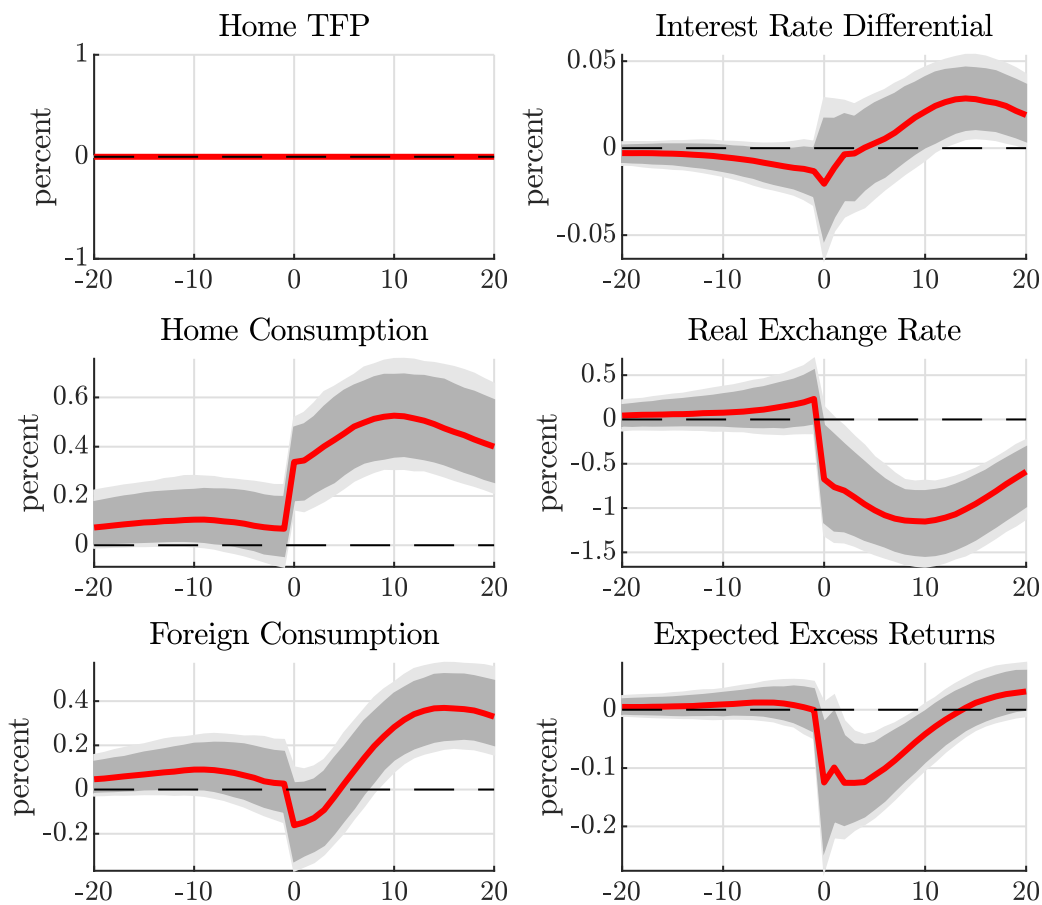 Home TFP
percent
1
0
-1
-20 -10 0 10 20
Interest Rate Differential
percent
0.05
0
-0.05
-20 -10 0 10 20
Home Consumption
percent
0.6
0.4
0.2
0
-20 -10 0 10 20
Real Exchange Rate
percent
0.5
0
-0.5
-1
-1.5
-20 -10 0 10 20
Foreign Consumption
percent
0.4
0.2
0
-0.2
-20 -10 0 10 20
Expected Excess Returns
percent
0
-0.1
-0.2
-20 -10 0 10 20